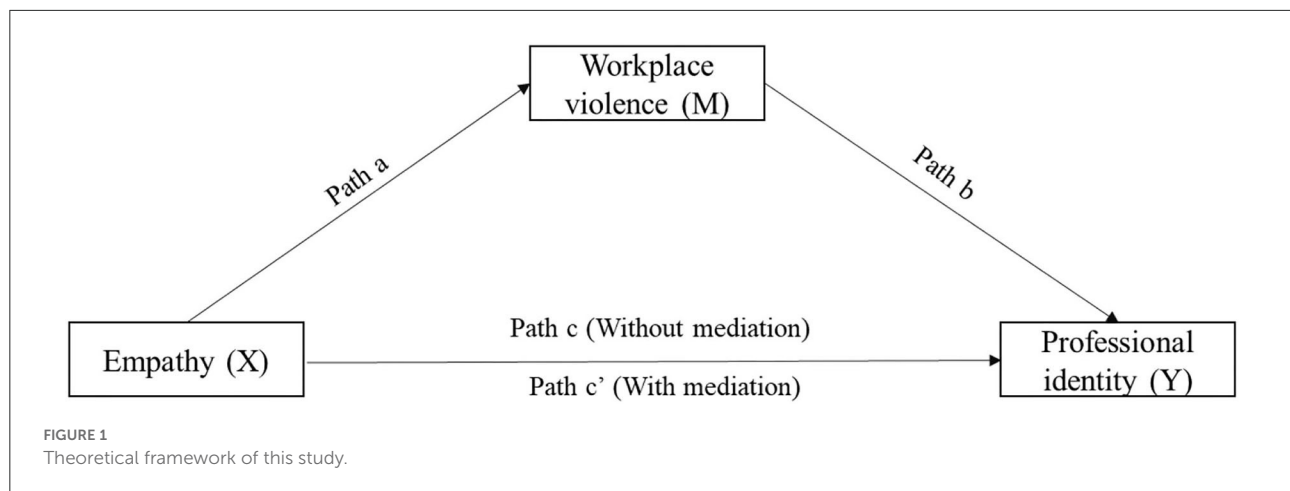 Workplace
violence (M)
Path a
Path b
Path c (Without mediation)
Empathy (X)
Professional
identity (Y)
Path c’ (With mediation)
FIGURE 1
Theoretical framework of this study.